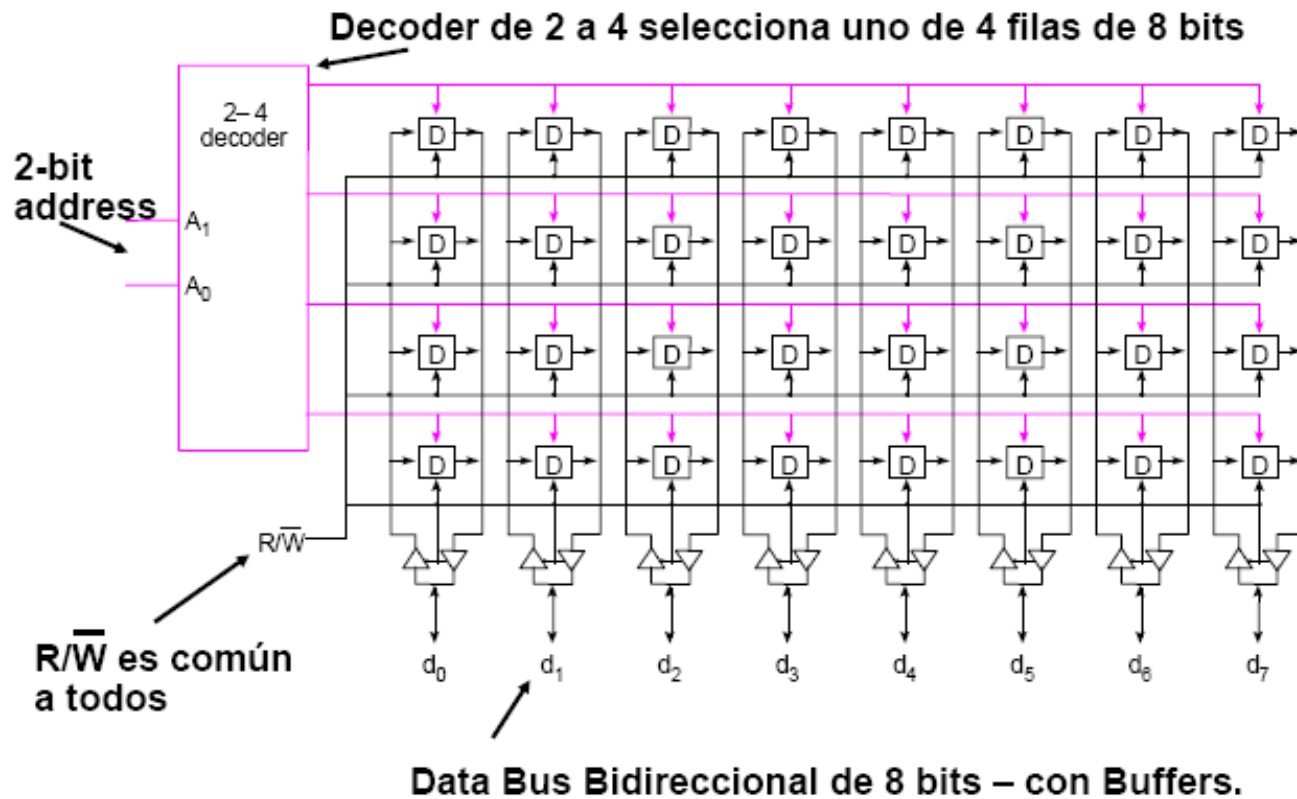 Decoder de 2 a 4 selecciona uno de 4 filas de 8 bits
2–4
decoder
2-bit
address
A1
A0
D D D D D D D D
D D D D D D D D
D D D D D D D D
D D D D D D D D
R/W̅
R/W̅ es común
a todos
d0 d1 d2 d3 d4 d5 d6 d7
Data Bus Bidireccional de 8 bits – con Buffers.